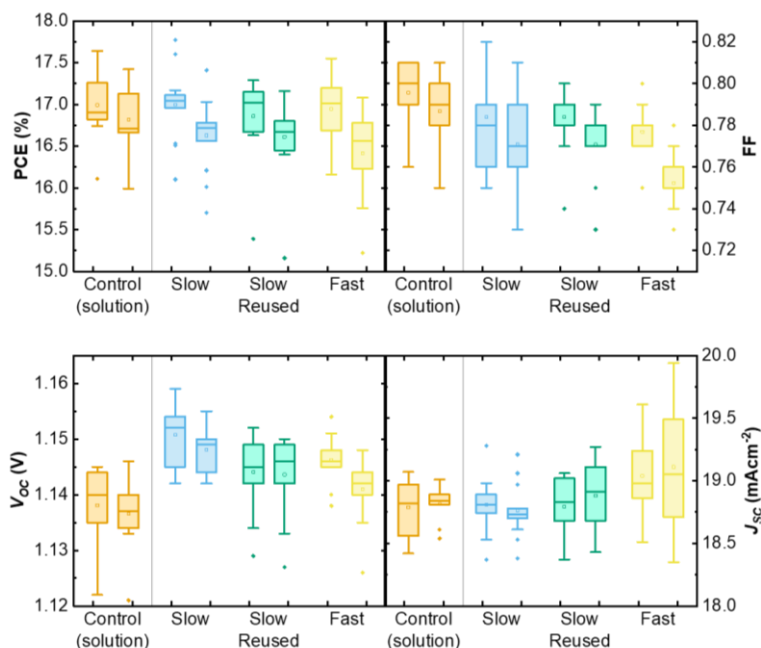 18.0
17.5
17.0
16.5
16.0
15.5
15.0
PCE (%)
0.82
0.80
0.78
0.76
0.74
0.72
FF
Control Slow Slow Fast Control Slow Slow Fast
(solution) Reused (solution) Reused
1.16
1.15
1.14
1.13
1.12
V_OC (V)
20.0
19.5
19.0
18.5
18.0
J_SC (mAcm⁻²)
Control Slow Slow Fast Control Slow Slow Fast
(solution) Reused (solution) Reused